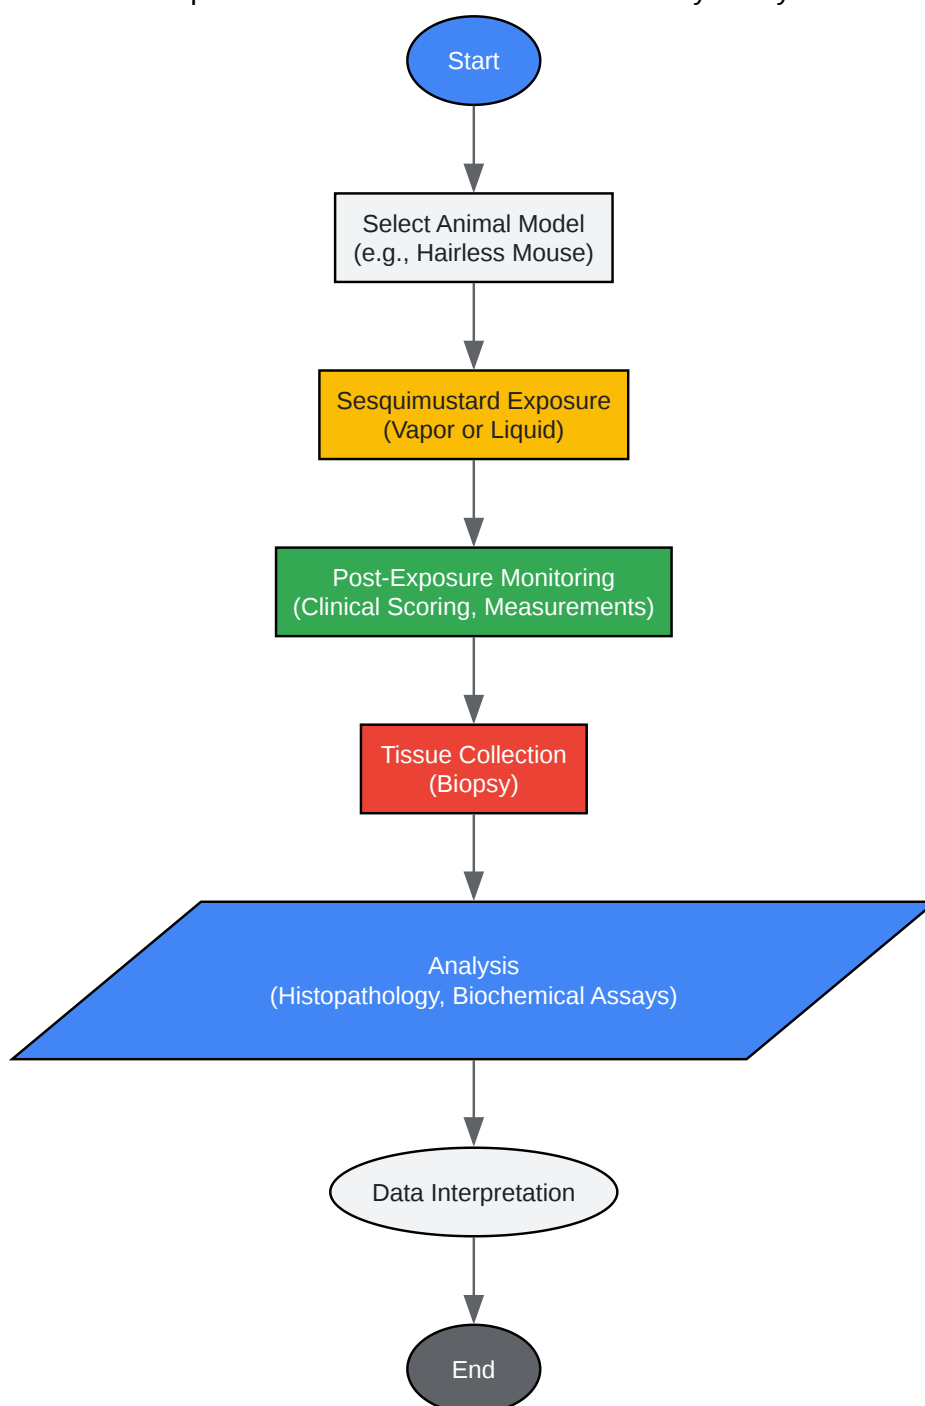 Start
Select Animal Model
(e.g., Hairless Mouse)
Sesquimustard Exposure
(Vapor or Liquid)
Post-Exposure Monitoring
(Clinical Scoring, Measurements)
Tissue Collection
(Biopsy)
Analysis
(Histopathology, Biochemical Assays)
Data Interpretation
End